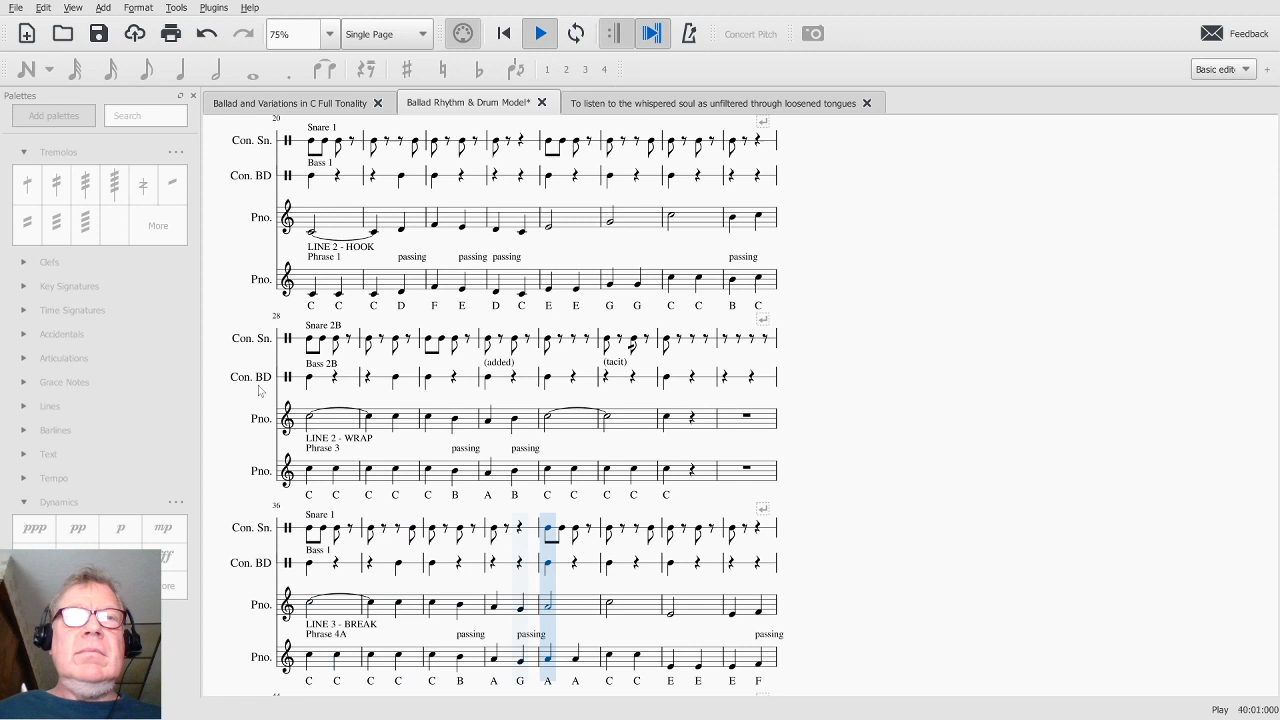 File Edit View Add Format Tools Plugins Help
75% Single Page Concert Pitch Feedback
1 2 3 4 Basic edit
Palettes
Add palettes Search
Ballad and Variations in C Full Tonality Ballad Rhythm & Drum Model* To listen to the whispered soul as unfiltered through loosened tongues
Tremolos
More
Clefs
Key Signatures
Time Signatures
Accidentals
Articulations
Grace Notes
Lines
Barlines
Text
Tempo
Dynamics
ppp pp p mp
ff
ore
20
Snare 1
Con. Sn.
Bass 1
Con. BD
Pno.
LINE 2 - HOOK
Phrase 1 passing passing passing passing
Pno.
C C C D F E D C E E G G C C B C
28
Snare 2B
Con. Sn.
Bass 2B (added) (tacit)
Con. BD
Pno.
LINE 2 - WRAP
Phrase 3 passing passing
Pno.
C C C C C B A B C C C C C
36
Snare 1
Con. Sn.
Bass 1
Con. BD
Pno.
LINE 3 - BREAK
Phrase 4A passing passing passing
Pno.
C C C C C B A G A A C C E E E F
Play 40:01:000